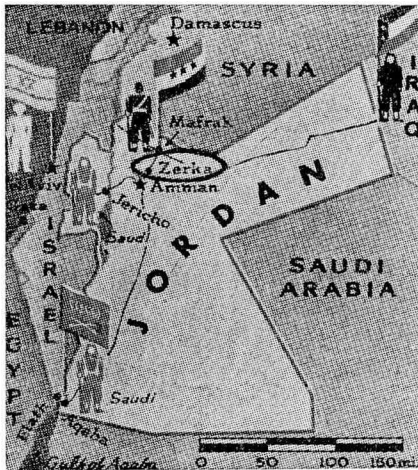 LEBANON
Damascus
SYRIA
IRAQ
Mafrak
Zerka
Amman
Jericho
Saudi
JORDAN
ISRAEL
SAUDI
ARABIA
EGYPT
Saudi
Elath
Aqaba
Gulf of Aqaba
0 50 100 150 m